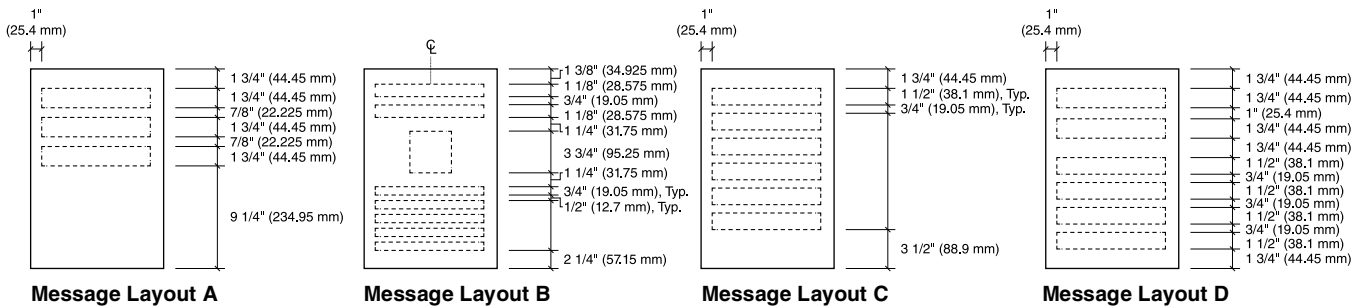 1"
(25.4 mm)
1 3/4" (44.45 mm)
1 3/4" (44.45 mm)
7/8" (22.225 mm)
1 3/4" (44.45 mm)
7/8" (22.225 mm)
1 3/4" (44.45 mm)
9 1/4" (234.95 mm)
Message Layout A
℄
1 3/8" (34.925 mm)
1 1/8" (28.575 mm)
3/4" (19.05 mm)
1 1/8" (28.575 mm)
1 1/4" (31.75 mm)
3 3/4" (95.25 mm)
1 1/4" (31.75 mm)
3/4" (19.05 mm), Typ.
1/2" (12.7 mm), Typ.
2 1/4" (57.15 mm)
Message Layout B
1"
(25.4 mm)
1 3/4" (44.45 mm)
1 1/2" (38.1 mm), Typ.
3/4" (19.05 mm), Typ.
3 1/2" (88.9 mm)
Message Layout C
1"
(25.4 mm)
1 3/4" (44.45 mm)
1 3/4" (44.45 mm)
1" (25.4 mm)
1 3/4" (44.45 mm)
1 3/4" (44.45 mm)
1 1/2" (38.1 mm)
3/4" (19.05 mm)
1 1/2" (38.1 mm)
3/4" (19.05 mm)
1 1/2" (38.1 mm)
3/4" (19.05 mm)
1 1/2" (38.1 mm)
1 3/4" (44.45 mm)
Message Layout D